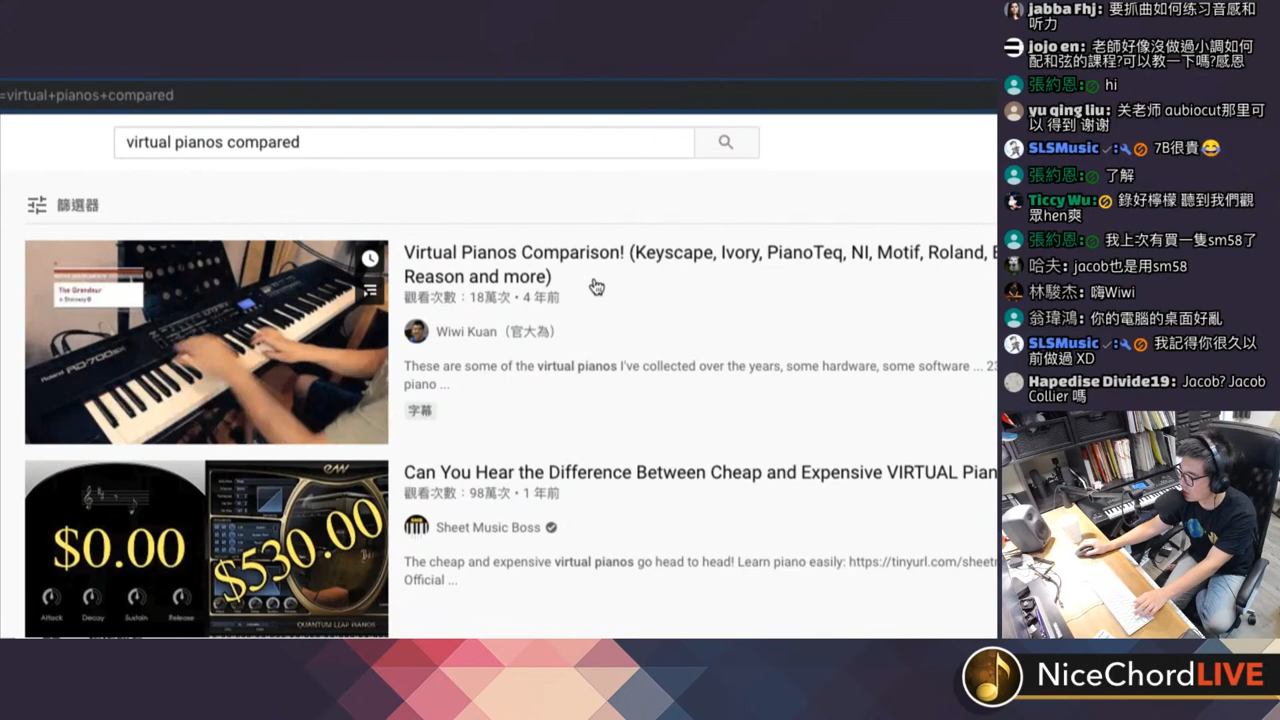 =virtual+pianos+compared
virtual pianos compared
篩選器
Virtual Pianos Comparison! (Keyscape, Ivory, PianoTeq, NI, Motif, Roland, E
Reason and more)
觀看次數：18萬次・4 年前
Wiwi Kuan（官大為）
These are some of the virtual pianos I've collected over the years, some hardware, some software ... 23
piano ...
字幕
The Grandeur
Roland RD-700SX
Can You Hear the Difference Between Cheap and Expensive VIRTUAL Pian
觀看次數：98萬次・1 年前
Sheet Music Boss
The cheap and expensive virtual pianos go head to head! Learn piano easily: https://tinyurl.com/sheetm
Official ...
$0.00
$530.00
Attack Decay Sustain Release
QUANTUM LEAP PIANOS
jabba Fhj：要抓曲如何练习音感和
听力
jojo en：老師好像沒做過小調如何
配和弦的課程?可以教一下嗎?感恩
張約恩：hi
yu qing liu：关老师 aubiocut那里可
以 得到 谢谢
SLSMusic：7B很貴😂
張約恩：了解
Ticcy Wu：錄好檸檬 聽到我們觀
眾hen爽
張約恩：我上次有買一隻sm58了
哈夫：jacob也是用sm58
林駿杰：嗨Wiwi
翁瑋鴻：你的電腦的桌面好亂
SLSMusic：我記得你很久以
前做過 XD
Hapedise Divide19：Jacob? Jacob
Collier 嗎
NiceChordLIVE